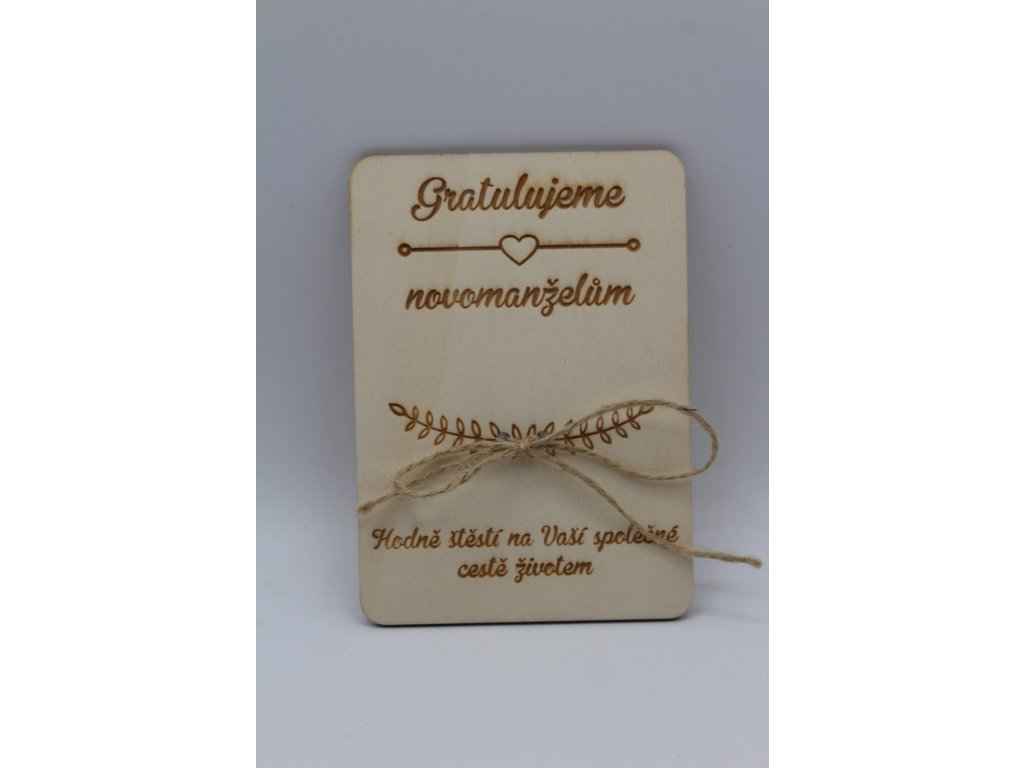 Gratulujeme
novomanželům
Hodně štěstí na Vaší společné
cestě životem